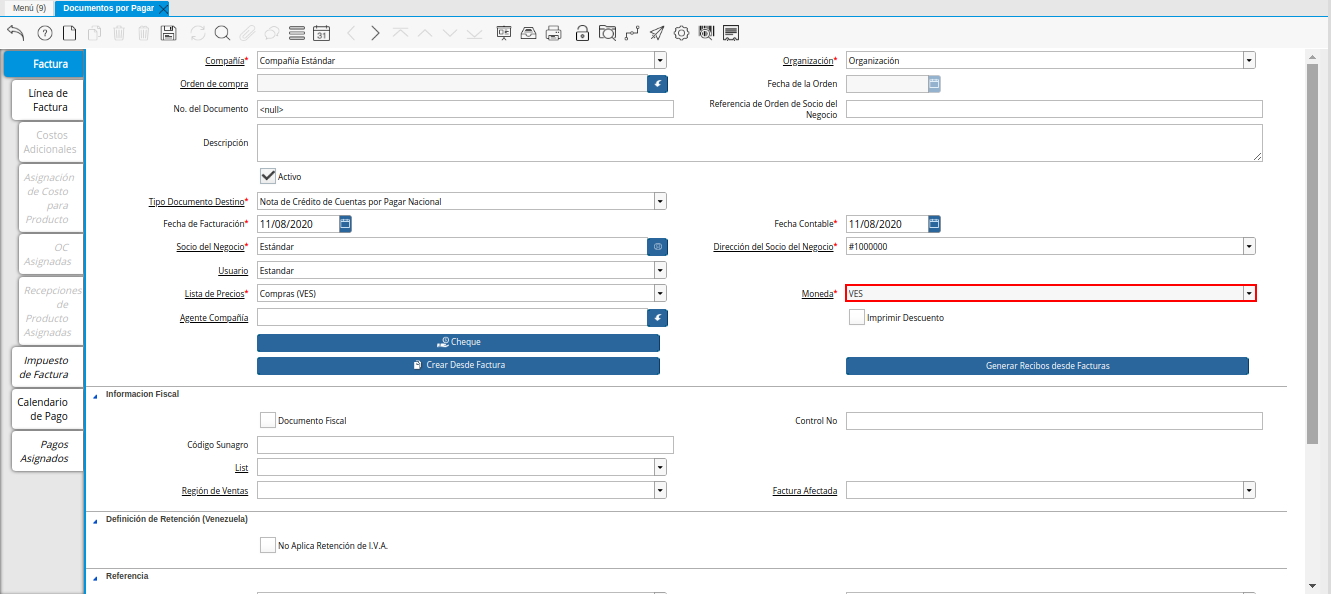 Menú (9)
Documentos por Pagar
31
Factura
Línea de
Factura
Costos
Adicionales
Asignación
de Costo
para
Producto
OC
Asignadas
Recepciones
de
Producto
Asignadas
Impuesto
de Factura
Calendario
de Pago
Pagos
Asignados
Compañía* Compañía Estándar
Organización* Organización
Orden de compra
Fecha de la Orden
No. del Documento <null>
Referencia de Orden de Socio del
Negocio
Descripción
Activo
Tipo Documento Destino* Nota de Crédito de Cuentas por Pagar Nacional
Fecha de Facturación* 11/08/2020
Fecha Contable* 11/08/2020
Socio del Negocio* Estándar
Dirección del Socio del Negocio* #1000000
Usuario Estandar
Lista de Precios* Compras (VES)
Moneda* VES
Agente Compañía
Imprimir Descuento
Cheque
Crear Desde Factura
Generar Recibos desde Facturas
Informacion Fiscal
Documento Fiscal
Control No
Código Sunagro
List
Región de Ventas
Factura Afectada
Definición de Retención (Venezuela)
No Aplica Retención de I.V.A.
Referencia